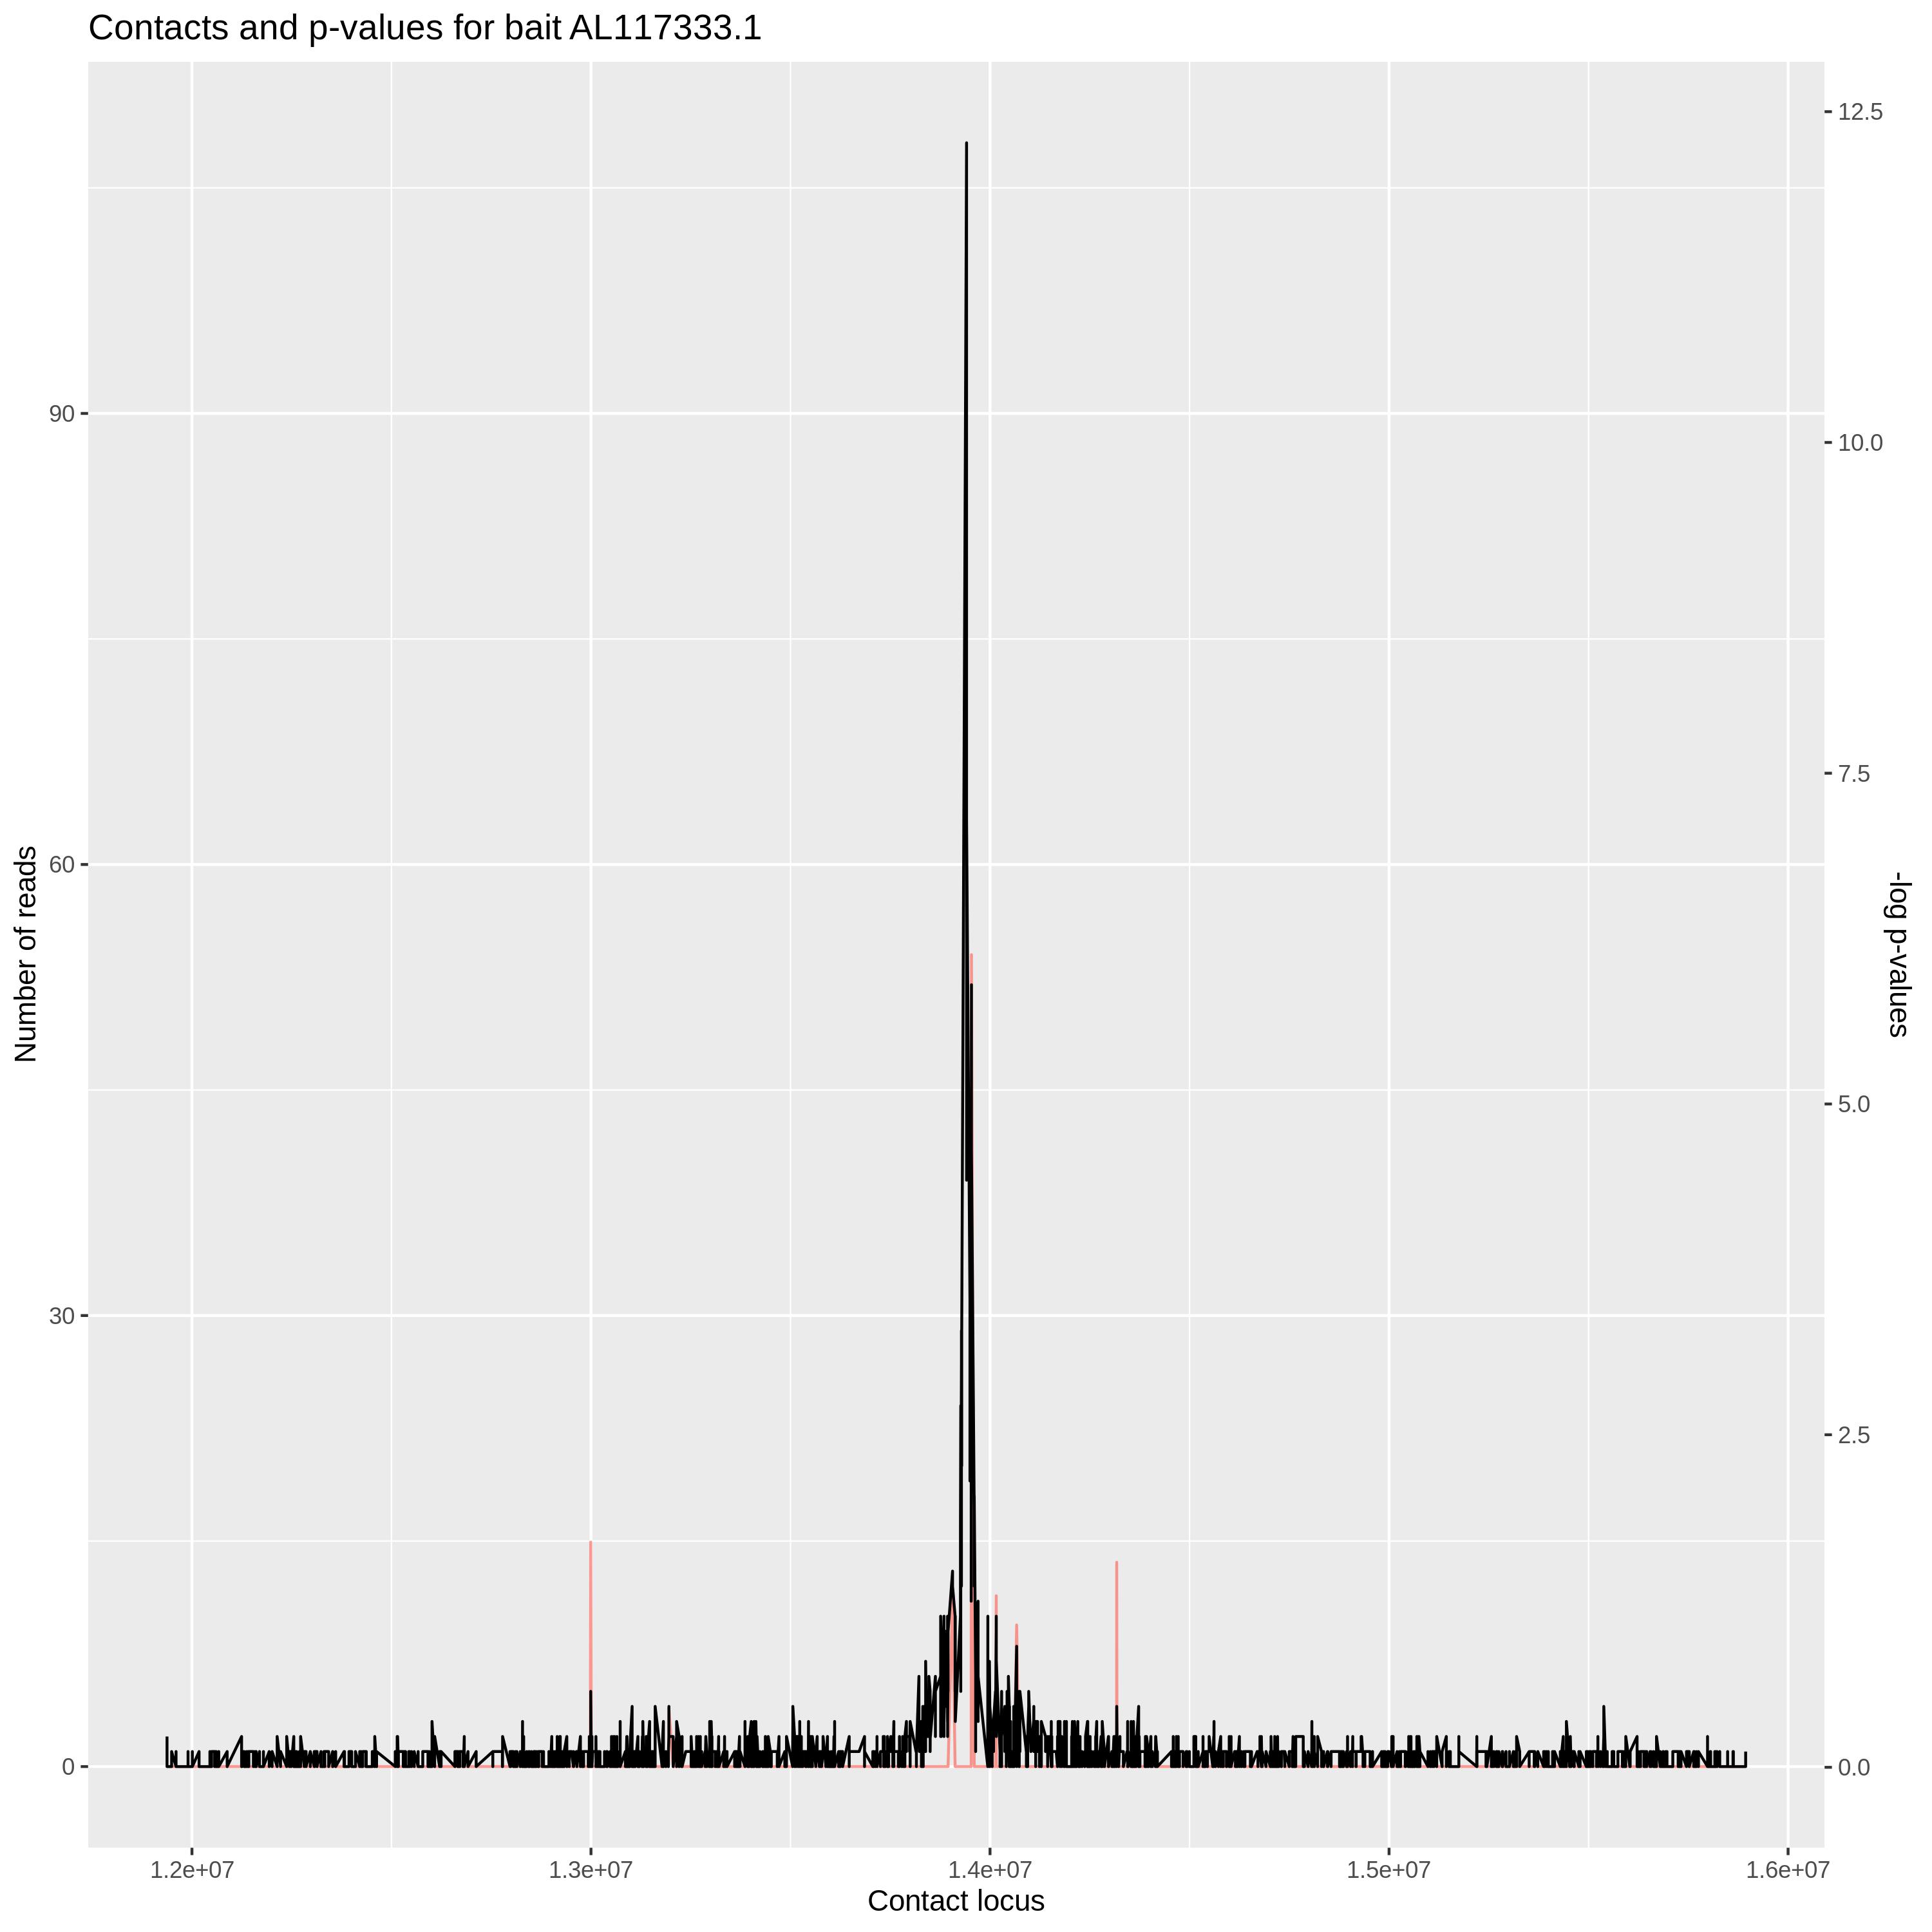 Contacts and p-values for bait AL117333.1
12.5
90
10.0
7.5
60
Number of reads
-log p-values
5.0
30
2.5
0
0.0
1.2e+07
1.3e+07
1.4e+07
1.5e+07
1.6e+07
Contact locus